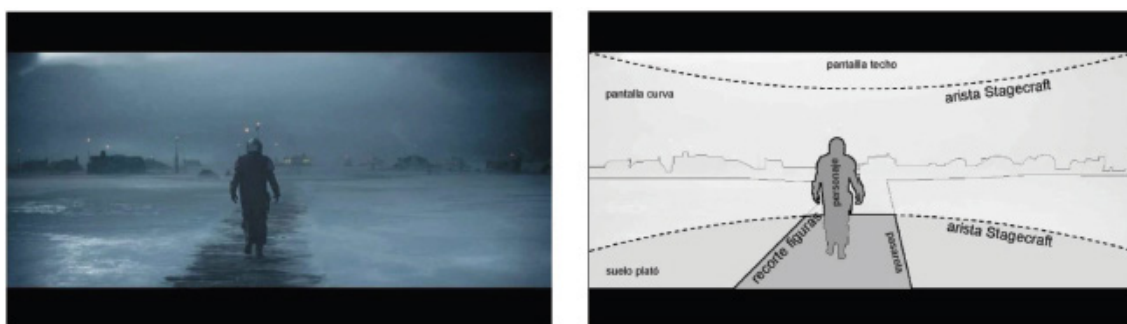 pantalla techo
arista Stagecraft
pantalla curva
personaje
arista Stagecraft
recorte figuras
pasarela
suelo plató